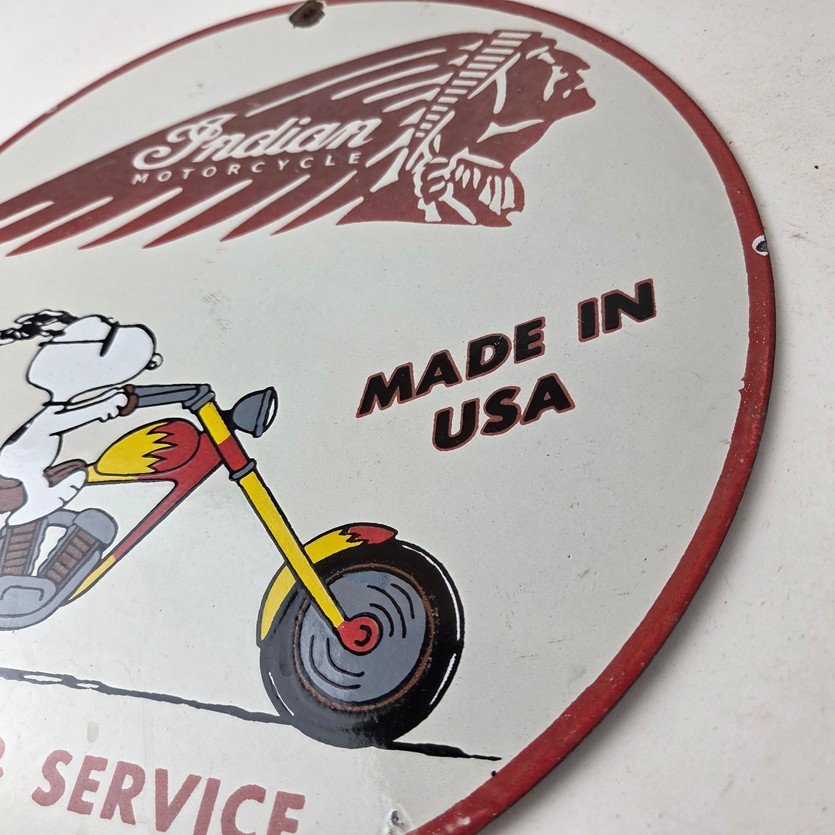 Indian
MOTORCYCLE
MADE IN
USA
& SERVICE